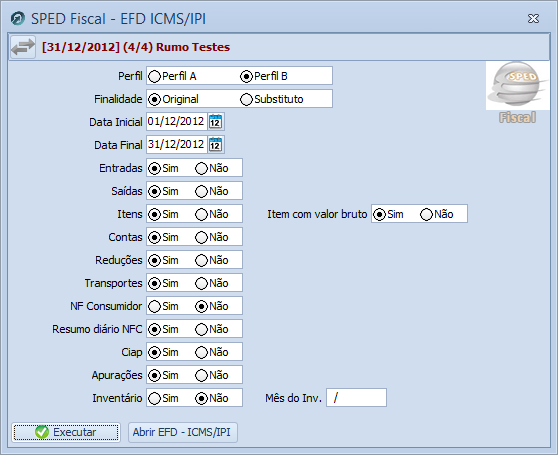 SPED Fiscal - EFD ICMS/IPI
[31/12/2012] (4/4) Rumo Testes
Perfil Perfil A Perfil B
SPED
Fiscal
Finalidade Original Substituto
Data Inicial 01/12/2012 12
Data Final 31/12/2012 12
Entradas Sim Não
Saídas Sim Não
Itens Sim Não Item com valor bruto Sim Não
Contas Sim Não
Reduções Sim Não
Transportes Sim Não
NF Consumidor Sim Não
Resumo diário NFC Sim Não
Ciap Sim Não
Apurações Sim Não
Inventário Sim Não Mês do Inv. /
Executar Abrir EFD - ICMS/IPI